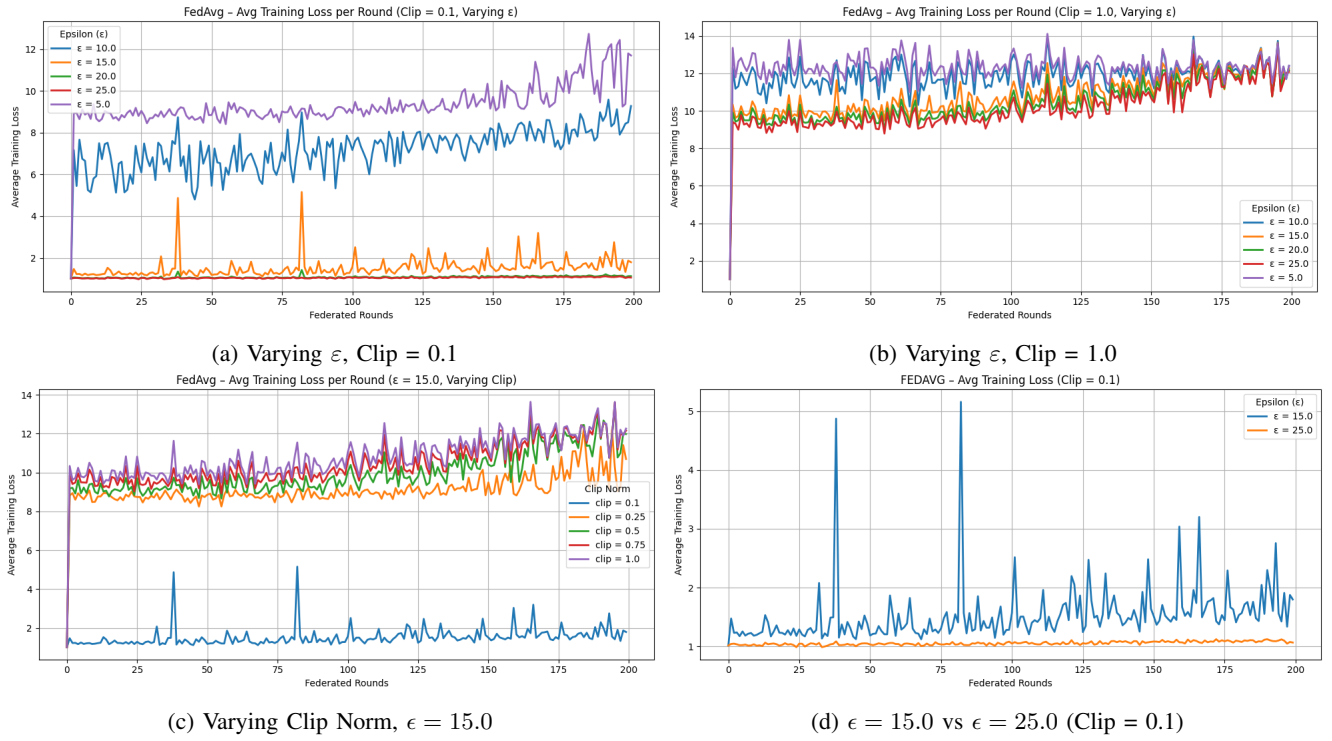 FedAvg – Avg Training Loss per Round (Clip = 0.1, Varying ε)
Average Training Loss
12
10
8
6
4
2
Epsilon (ε)
ε = 10.0
ε = 15.0
ε = 20.0
ε = 25.0
ε = 5.0
0 25 50 75 100 125 150 175 200
Federated Rounds
(a) Varying ε, Clip = 0.1
FedAvg – Avg Training Loss per Round (Clip = 1.0, Varying ε)
Average Training Loss
14
12
10
8
6
4
2
Epsilon (ε)
ε = 10.0
ε = 15.0
ε = 20.0
ε = 25.0
ε = 5.0
0 25 50 75 100 125 150 175 200
Federated Rounds
(b) Varying ε, Clip = 1.0
FedAvg – Avg Training Loss per Round (ε = 15.0, Varying Clip)
Average Training Loss
14
12
10
8
6
4
2
Clip Norm
clip = 0.1
clip = 0.25
clip = 0.5
clip = 0.75
clip = 1.0
0 25 50 75 100 125 150 175 200
Federated Rounds
(c) Varying Clip Norm, ϵ = 15.0
FEDAVG – Avg Training Loss (Clip = 0.1)
Average Training Loss
5
4
3
2
1
Epsilon (ε)
ε = 15.0
ε = 25.0
0 25 50 75 100 125 150 175 200
Federated Rounds
(d) ϵ = 15.0 vs ϵ = 25.0 (Clip = 0.1)